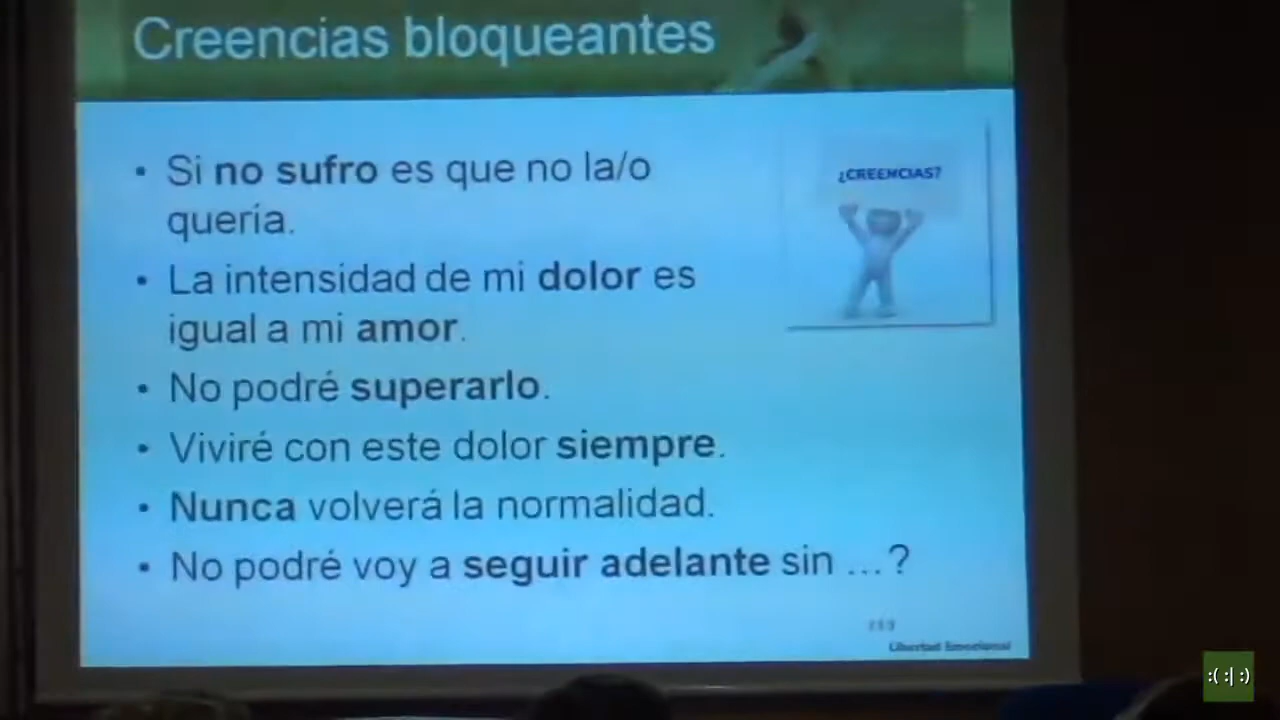 Creencias bloqueantes
• Si no sufro es que no la/o
quería.
• La intensidad de mi dolor es
igual a mi amor.
• No podré superarlo.
• Viviré con este dolor siempre.
• Nunca volverá la normalidad.
• No podré voy a seguir adelante sin ...?
¿CREENCIAS?
Libertad Emocional
:( :| :)